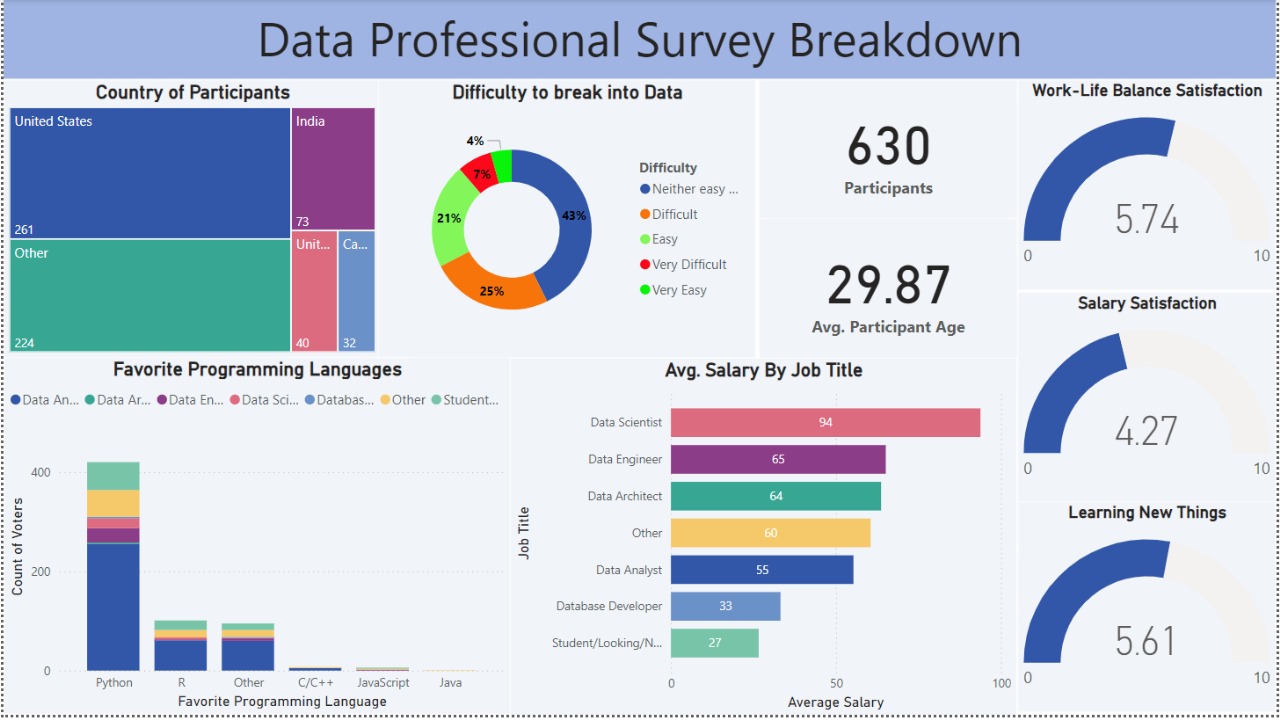 Data Professional Survey Breakdown
Country of Participants
United States
261
Other
224
India
73
Unit...
40
Ca...
32
Difficulty to break into Data
4%
7%
21%
43%
25%
Difficulty
Neither easy ...
Difficult
Easy
Very Difficult
Very Easy
630
Participants
29.87
Avg. Participant Age
Work-Life Balance Satisfaction
5.74
0
10
Salary Satisfaction
4.27
0
10
Learning New Things
5.61
0
10
Favorite Programming Languages
Data An... Data Ar... Data En... Data Sci... Databas... Other Student...
Count of Voters
400
200
0
Python R Other C/C++ JavaScript Java
Favorite Programming Language
Avg. Salary By Job Title
Job Title
Data Scientist 94
Data Engineer 65
Data Architect 64
Other 60
Data Analyst 55
Database Developer 33
Student/Looking/N... 27
0 50 100
Average Salary